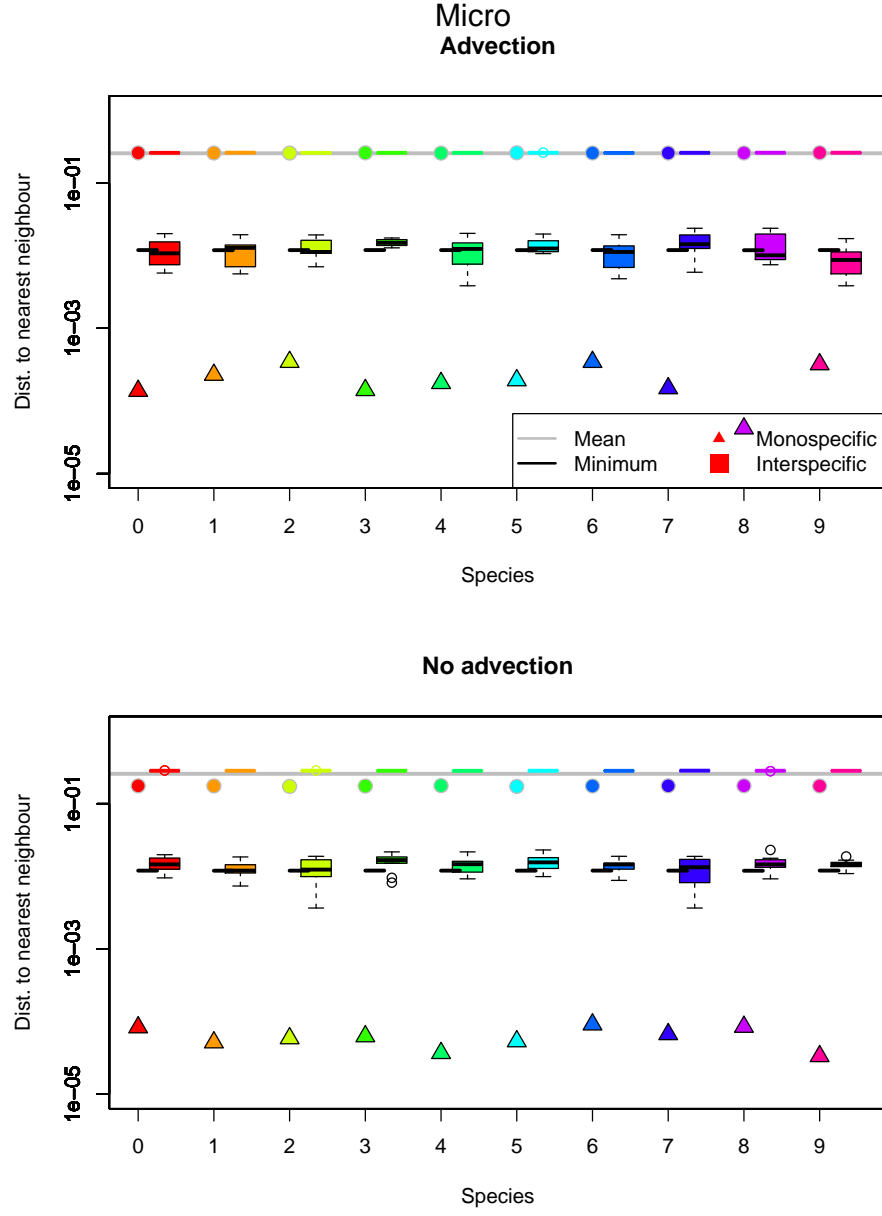 Micro
Advection
Dist. to nearest neighbour
1e−01
1e−03
1e−05
Mean
Minimum
Monospecific
Interspecific
0 1 2 3 4 5 6 7 8 9
Species
No advection
Dist. to nearest neighbour
1e−01
1e−03
1e−05
0 1 2 3 4 5 6 7 8 9
Species